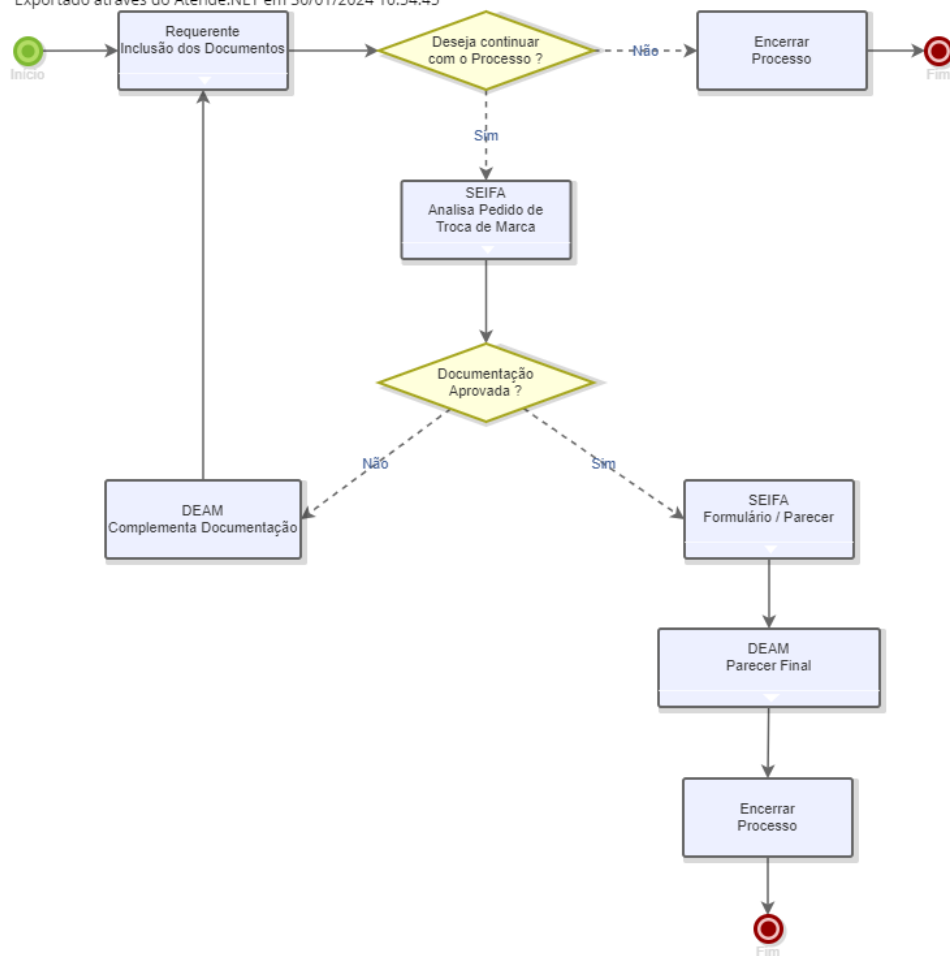 Exportado através do Atende.NET em 30/01/2024 16:54:45
Início
Requerente
Inclusão dos Documentos
Deseja continuar
com o Processo ?
Não
Encerrar
Processo
Fim
Sim
SEIFA
Analisa Pedido de
Troca de Marca
Documentação
Aprovada ?
Não
Sim
DEAM
Complementa Documentação
SEIFA
Formulário / Parecer
DEAM
Parecer Final
Encerrar
Processo
Fim